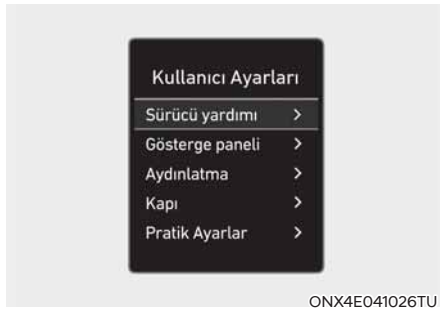 Kullanıcı Ayarları
Sürücü yardımı >
Gösterge paneli >
Aydınlatma >
Kapı >
Pratik Ayarlar >
ONX4E041026TU